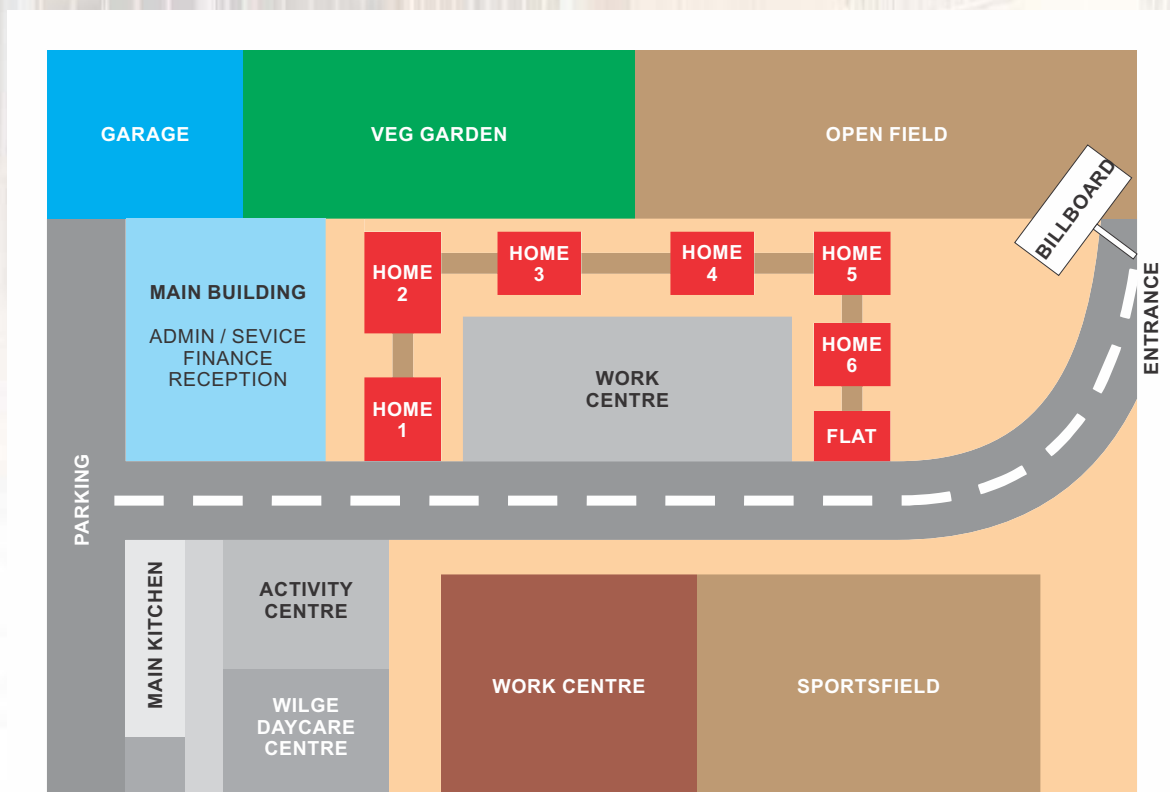 GARAGE
VEG GARDEN
OPEN FIELD
BILLBOARD
ENTRANCE
MAIN BUILDING
ADMIN / SEVICE
FINANCE
RECEPTION
HOME
2
HOME
3
HOME
4
HOME
5
HOME
6
FLAT
HOME
1
WORK
CENTRE
PARKING
MAIN KITCHEN
ACTIVITY
CENTRE
WILGE
DAYCARE
CENTRE
WORK CENTRE
SPORTSFIELD